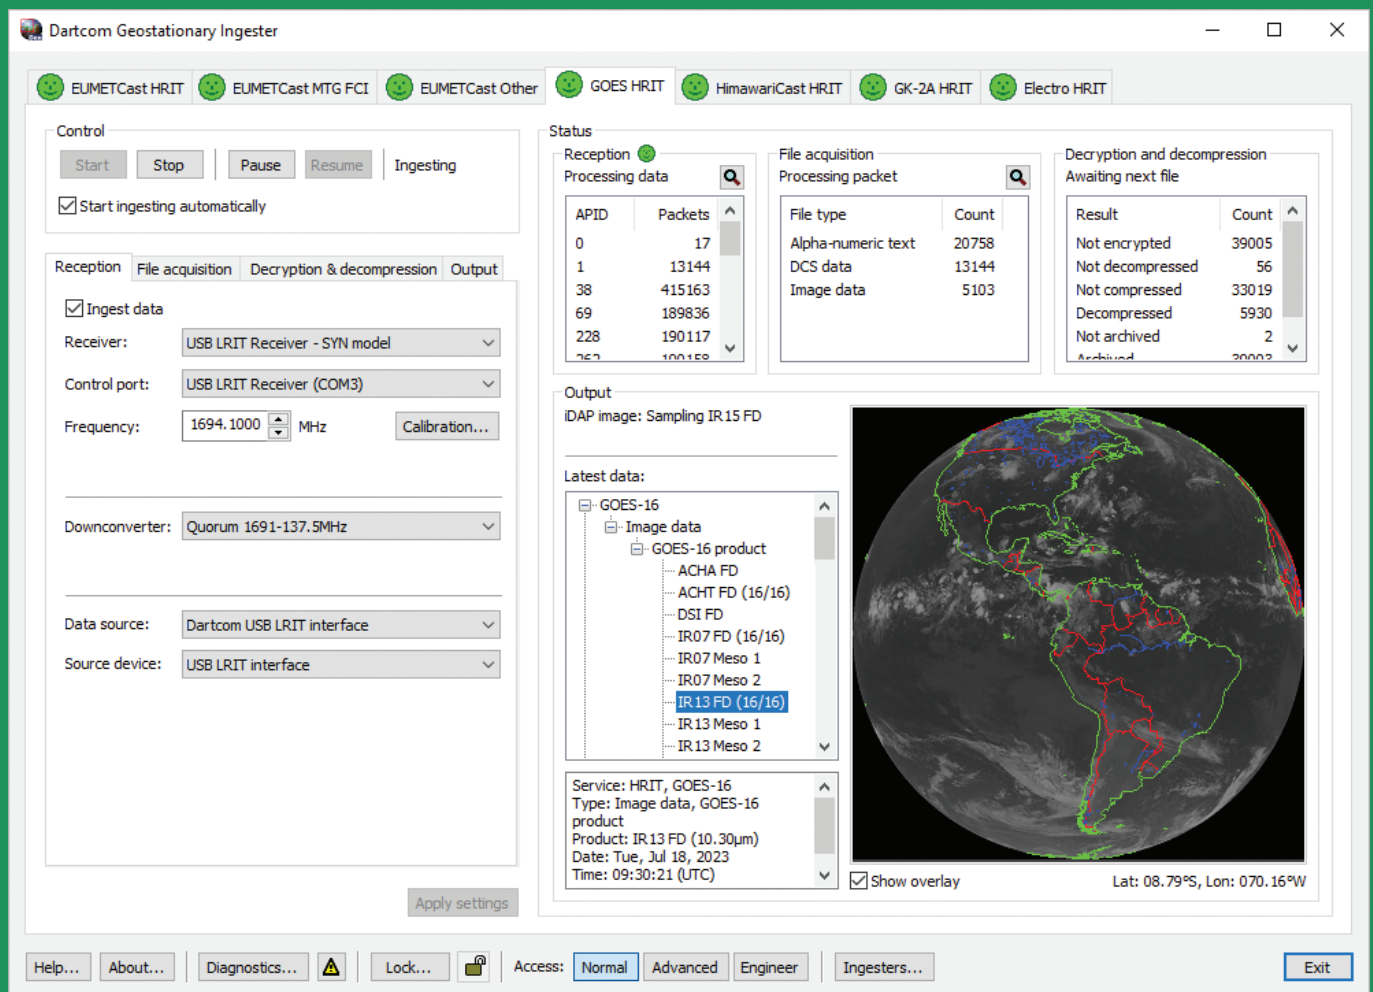 Dartcom Geostationary Ingester
EUMETCast HRIT
EUMETCast MTG FCI
EUMETCast Other
GOES HRIT
HimawariCast HRIT
GK-2A HRIT
Electro HRIT
Control
Start
Stop
Pause
Resume
Ingesting
Start ingesting automatically
Reception
File acquisition
Decryption & decompression
Output
Ingest data
Receiver:
USB LRIT Receiver - SYN model
Control port:
USB LRIT Receiver (COM3)
Frequency:
1694.1000
MHz
Calibration...
Downconverter:
Quorum 1691-137.5MHz
Data source:
Dartcom USB LRIT interface
Source device:
USB LRIT interface
Apply settings
Status
Reception
Processing data
APID Packets
0 17
1 13144
38 415163
69 189836
228 190117
262 100158
File acquisition
Processing packet
File type Count
Alpha-numeric text 20758
DCS data 13144
Image data 5103
Decryption and decompression
Awaiting next file
Result Count
Not encrypted 39005
Not decompressed 56
Not compressed 33019
Decompressed 5930
Not archived 2
Archived 39003
Output
iDAP image: Sampling IR15 FD
Latest data:
GOES-16
Image data
GOES-16 product
ACHA FD
ACHT FD (16/16)
DSI FD
IR07 FD (16/16)
IR07 Meso 1
IR07 Meso 2
IR13 FD (16/16)
IR13 Meso 1
IR13 Meso 2
Service: HRIT, GOES-16
Type: Image data, GOES-16
product
Product: IR13 FD (10.30µm)
Date: Tue, Jul 18, 2023
Time: 09:30:21 (UTC)
Show overlay
Lat: 08.79°S, Lon: 070.16°W
Help...
About...
Diagnostics...
Lock...
Access:
Normal
Advanced
Engineer
Ingesters...
Exit